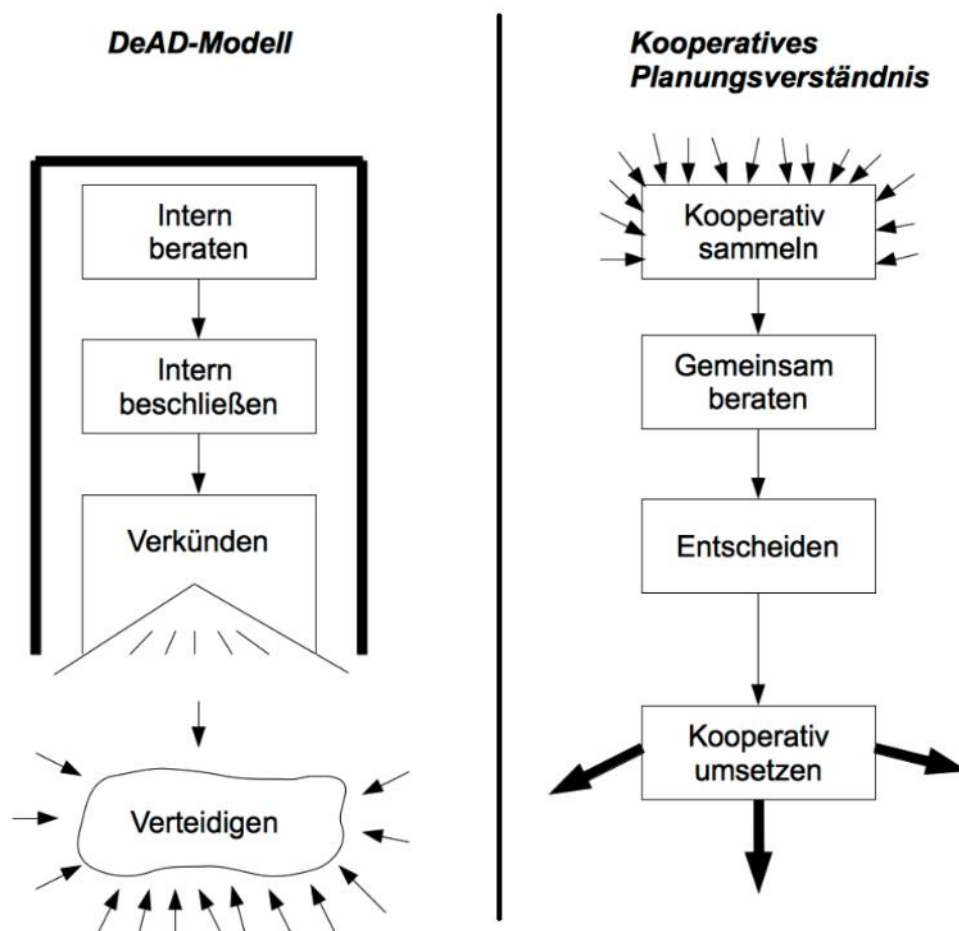 DeAD-Modell
Intern
beraten
Intern
beschließen
Verkünden
Verteidigen
Kooperatives
Planungsverständnis
Kooperativ
sammeln
Gemeinsam
beraten
Entscheiden
Kooperativ
umsetzen